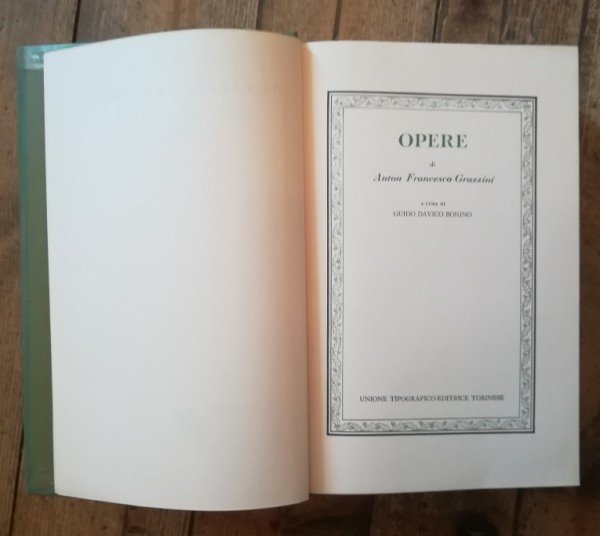 OPERE
di
Anton Francesco Grazzini
A CURA DI
GUIDO DAVICO BONINO
UNIONE TIPOGRAFICO-EDITRICE TORINESE